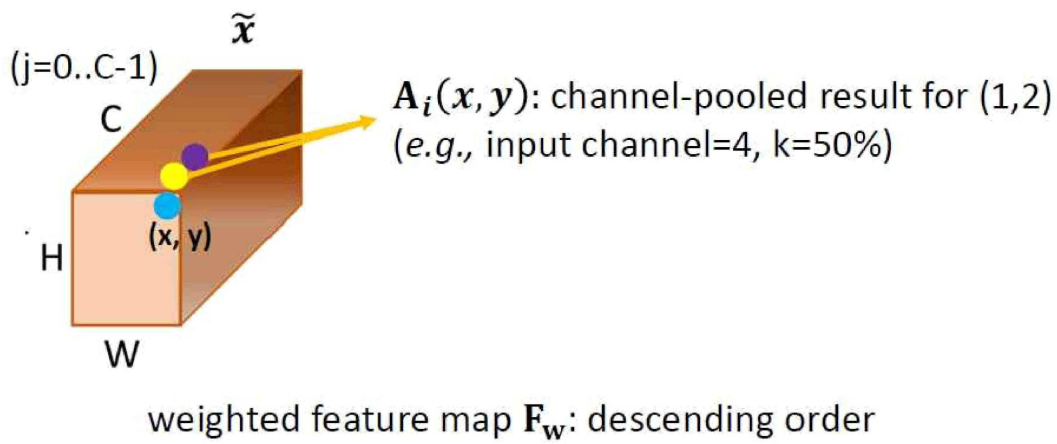 x̃
(j=0..C-1)
C
A_i(x, y): channel-pooled result for (1,2)
(e.g., input channel=4, k=50%)
(x, y)
H
W
weighted feature map F_w: descending order